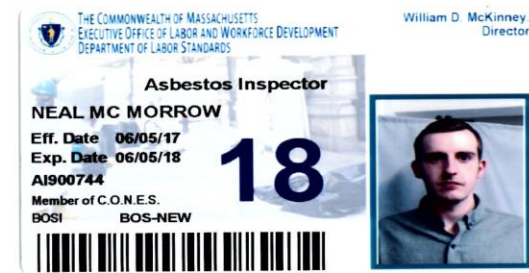 THE COMMONWEALTH OF MASSACHUSETTS
EXECUTIVE OFFICE OF LABOR AND WORKFORCE DEVELOPMENT
DEPARTMENT OF LABOR STANDARDS
William D. McKinney,
Director
Asbestos Inspector
NEAL MC MORROW
Eff. Date 06/05/17
Exp. Date 06/05/18
18
AI900744
Member of C.O.N.E.S.
BOSI BOS-NEW